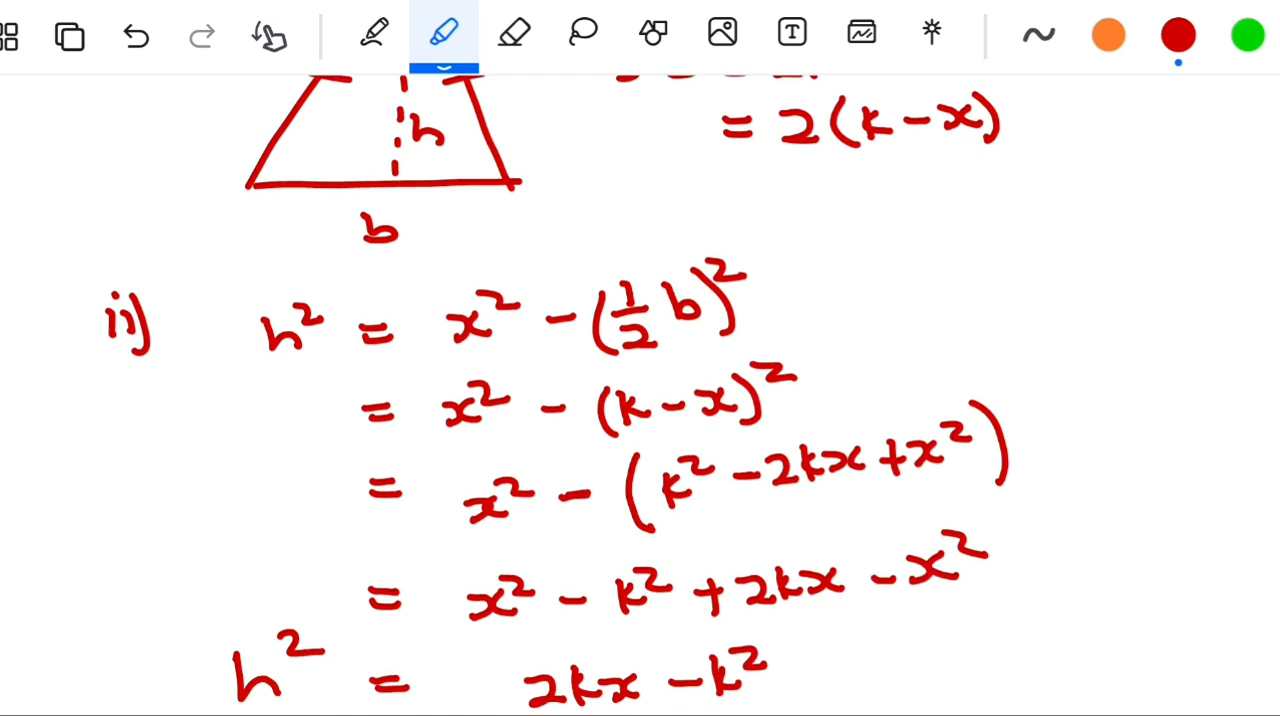 = 2(k - x)
h
b
ii) h² = x² - (½ b)²
= x² - (k - x)²
= x² - (k² - 2kx + x²)
= x² - k² + 2kx - x²
h² = 2kx - k²